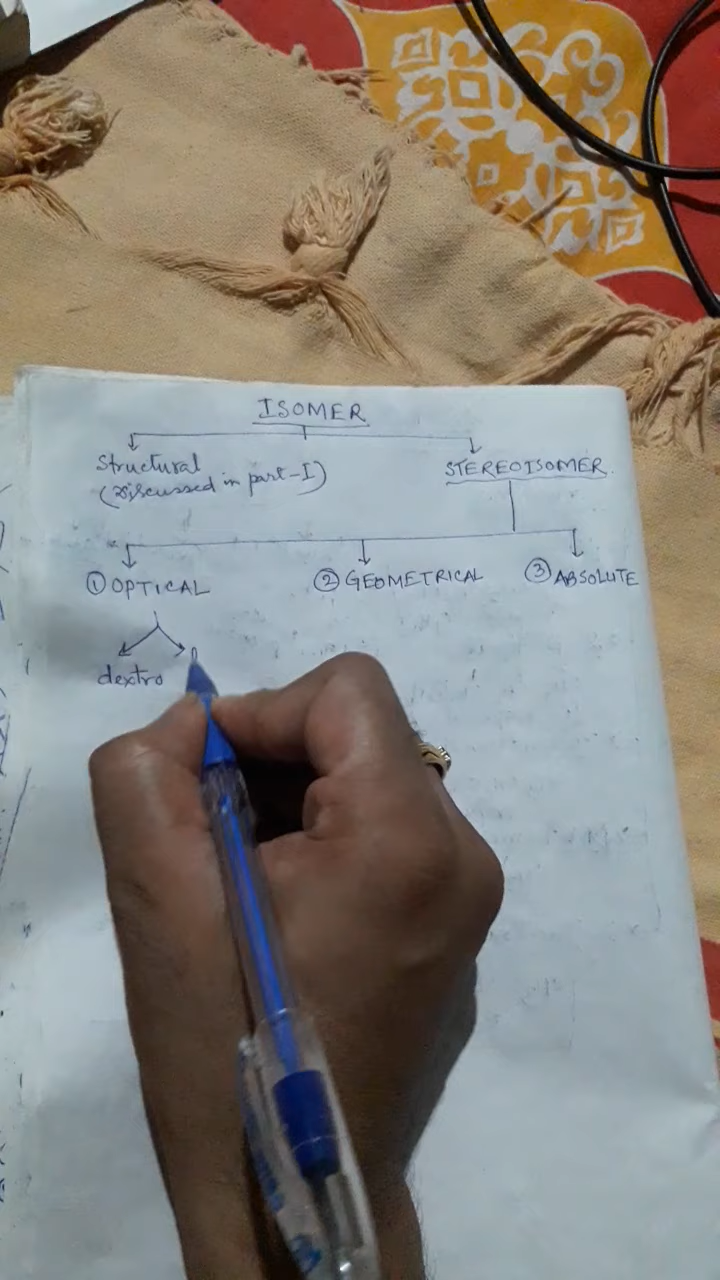 ISOMER
Structural
(Discussed in part-I)
STEREOISOMER
① OPTICAL
② GEOMETRICAL
③ ABSOLUTE
dextro